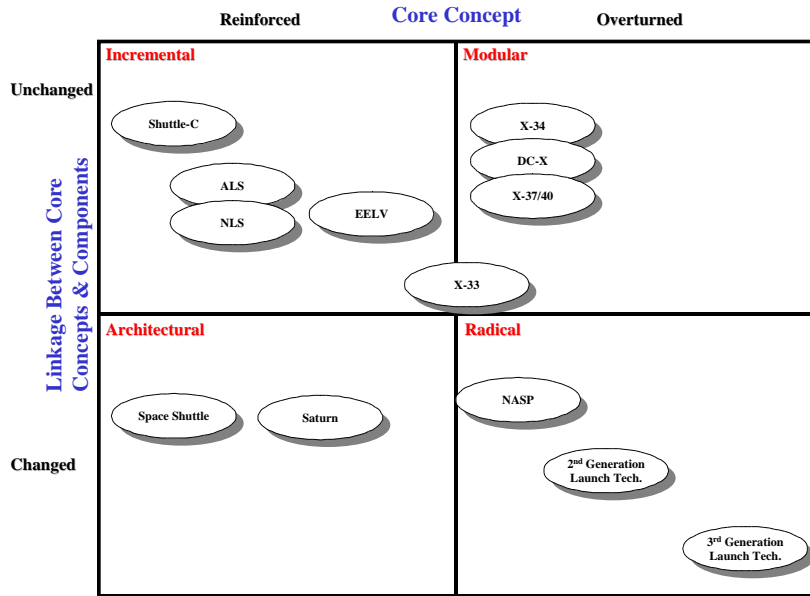 Core Concept
Reinforced
Overturned
Incremental
Modular
Unchanged
Shuttle-C
X-34
DC-X
ALS
X-37/40
NLS
EELV
X-33
Linkage Between Core
Concepts & Components
Architectural
Radical
Space Shuttle
Saturn
NASP
Changed
2nd Generation
Launch Tech.
3rd Generation
Launch Tech.